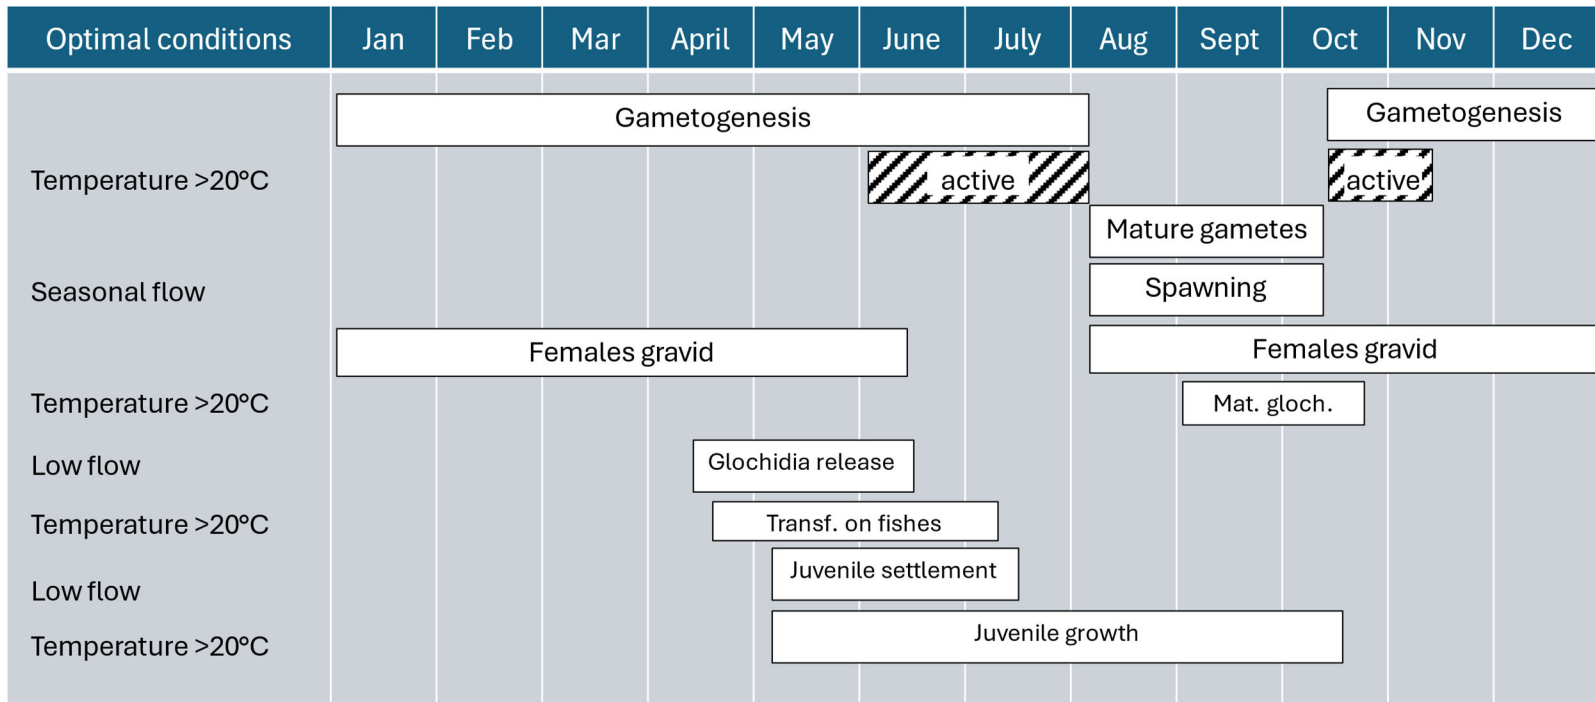 Optimal conditions Jan Feb Mar April May June July Aug Sept Oct Nov Dec
Gametogenesis Gametogenesis
Temperature >20°C active active
Mature gametes
Seasonal flow Spawning
Females gravid Females gravid
Temperature >20°C Mat. gloch.
Low flow Glochidia release
Temperature >20°C Transf. on fishes
Low flow Juvenile settlement
Temperature >20°C Juvenile growth